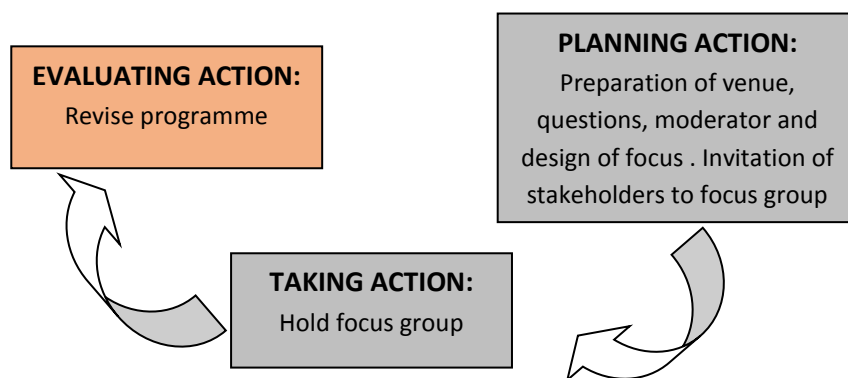 EVALUATING ACTION:
Revise programme
PLANNING ACTION:
Preparation of venue,
questions, moderator and
design of focus . Invitation of
stakeholders to focus group
TAKING ACTION:
Hold focus group